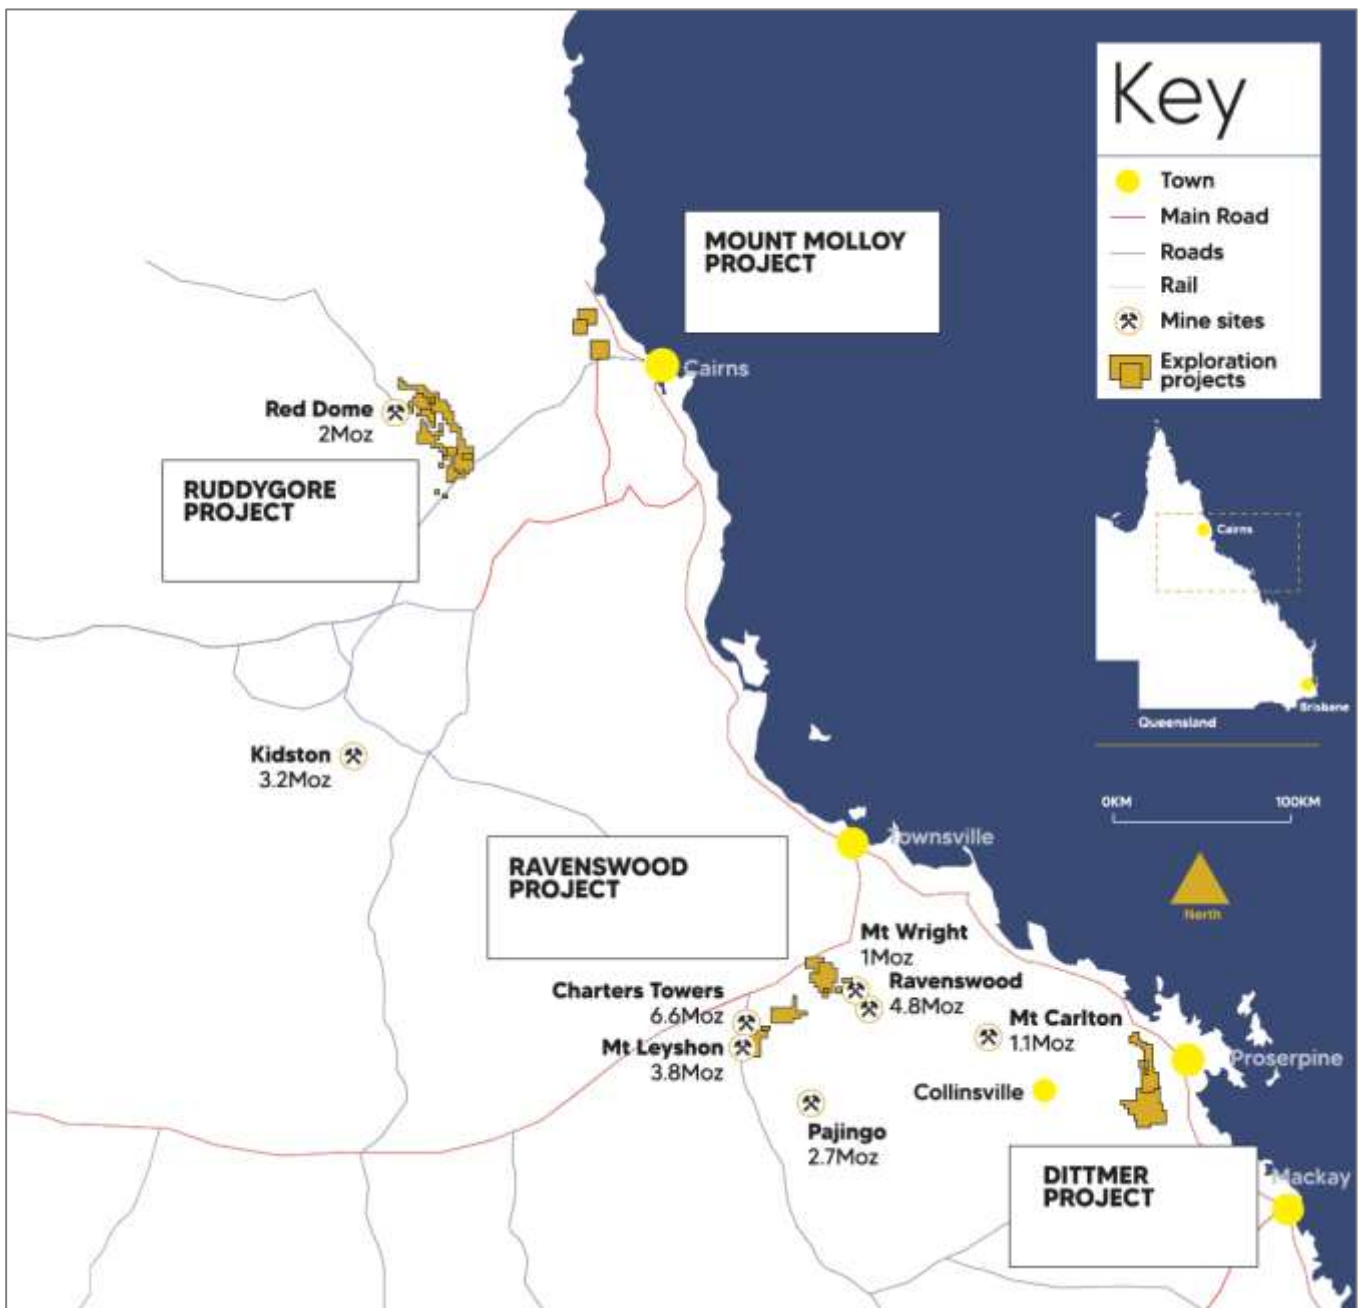 Key
Town
Main Road
Roads
Rail
Mine sites
Exploration
projects
MOUNT MOLLOY
PROJECT
Cairns
Red Dome
2Moz
RUDDYGORE
PROJECT
Cairns
Brisbane
Queensland
Kidston
3.2Moz
0KM
100KM
Townsville
RAVENSWOOD
PROJECT
North
Mt Wright
1Moz
Ravenswood
4.8Moz
Charters Towers
6.6Moz
Mt Carlton
1.1Moz
Mt Leyshon
3.8Moz
Proserpine
Collinsville
Pajingo
2.7Moz
DITTMER
PROJECT
Mackay